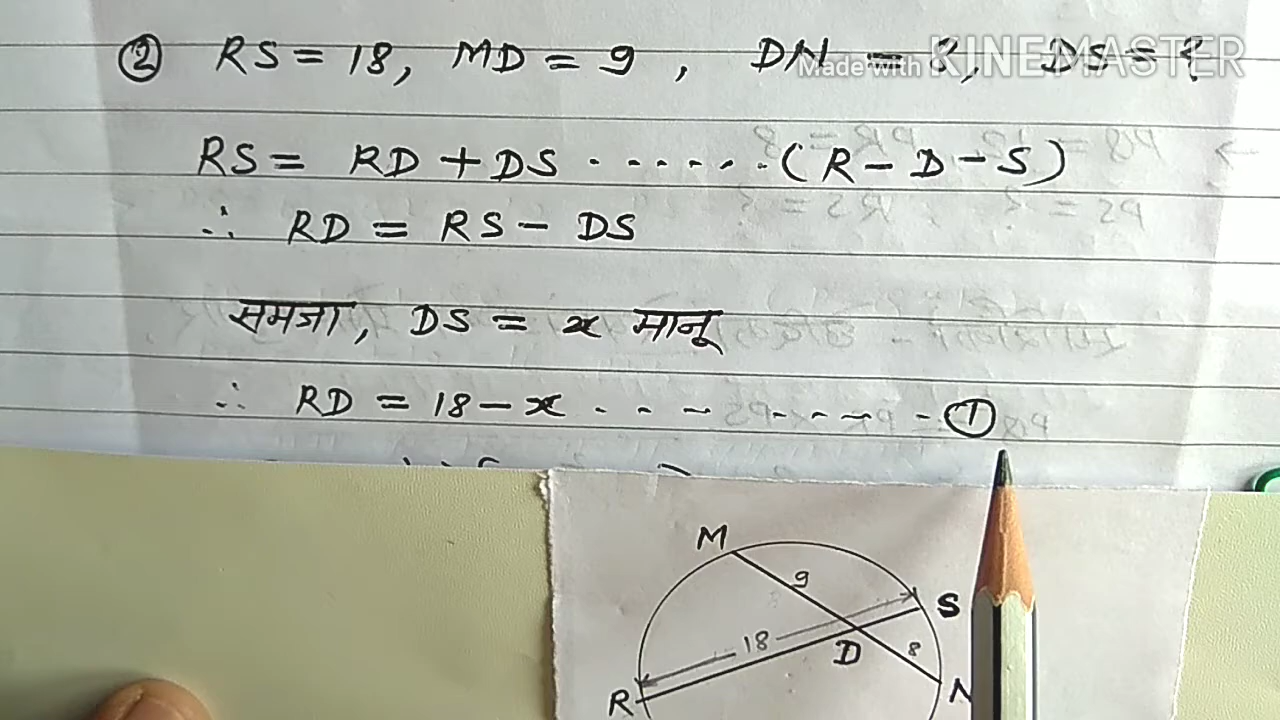 ② RS = 18, MD = 9, DN = 8, DS = ?
Made with KINEMASTER
RS = RD + DS ....... (R - D - S)
∴ RD = RS - DS
समजा, DS = x मानू
∴ RD = 18 - x ........ ①
M
9
S
18
D
8
R